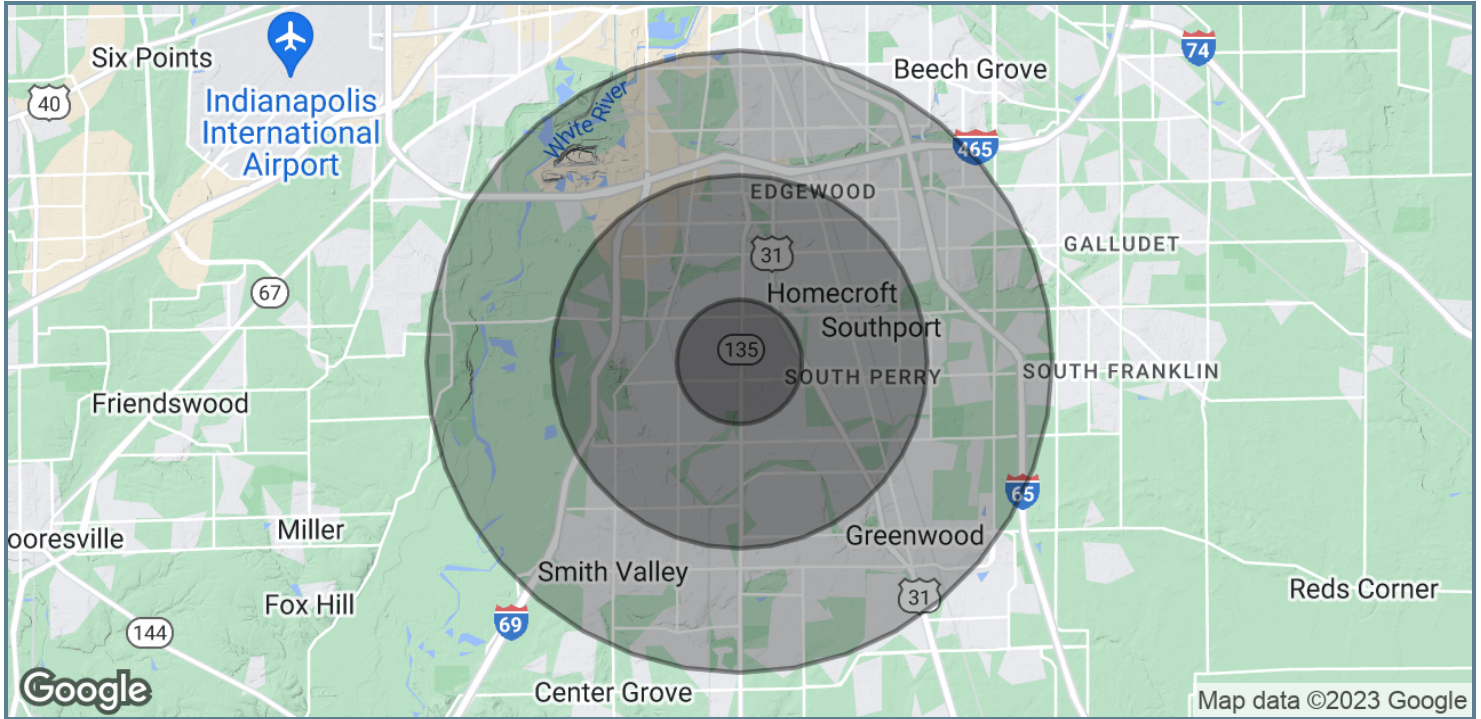 Six Points
74
Beech Grove
40
Indianapolis
International
Airport
White River
465
EDGEWOOD
GALLUDET
31
67
Homecroft
Southport
135
SOUTH PERRY
SOUTH FRANKLIN
Friendswood
65
ooresville
Miller
Greenwood
Smith Valley
Reds Corner
Fox Hill
31
69
144
Google
Center Grove
Map data ©2023 Google